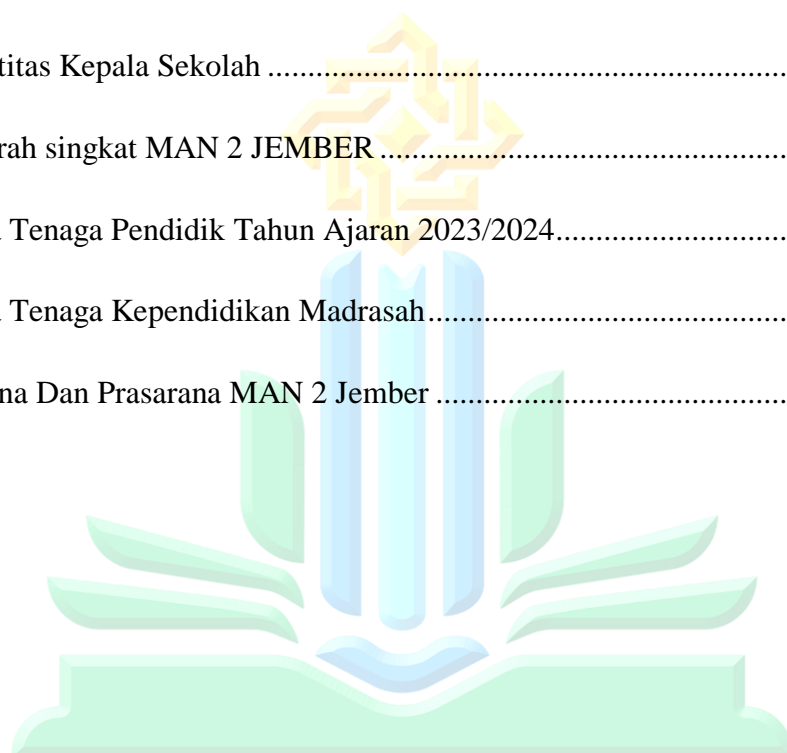 titas Kepala Sekolah ..................................................................
rah singkat MAN 2 JEMBER ....................................................
Tenaga Pendidik Tahun Ajaran 2023/2024..............................
Tenaga Kependidikan Madrasah..............................................
na Dan Prasarana MAN 2 Jember .............................................